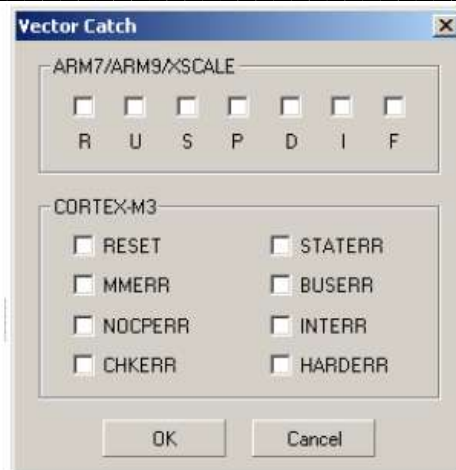 Vector Catch
ARM7/ARM9/XSCALE
R U S P D I F
CORTEX-M3
RESET STATERR
MMERR BUSERR
NOCPERR INTERR
CHKERR HARDERR
OK Cancel